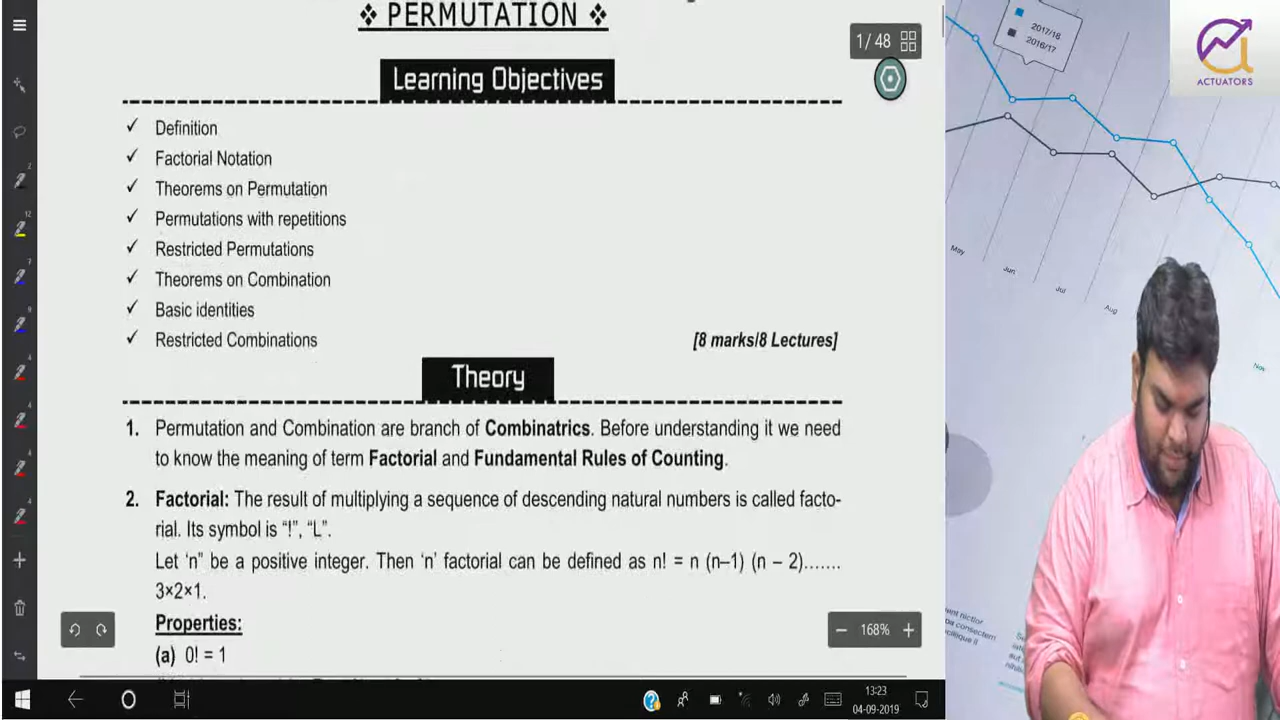 ❖ PERMUTATION ❖
1 / 48
Learning Objectives
✓ Definition
✓ Factorial Notation
✓ Theorems on Permutation
✓ Permutations with repetitions
✓ Restricted Permutations
✓ Theorems on Combination
✓ Basic identities
✓ Restricted Combinations
[8 marks/8 Lectures]
Theory
1. Permutation and Combination are branch of Combinatrics. Before understanding it we need
to know the meaning of term Factorial and Fundamental Rules of Counting.
2. Factorial: The result of multiplying a sequence of descending natural numbers is called facto-
rial. Its symbol is “!”, “L”.
Let ‘n” be a positive integer. Then ‘n’ factorial can be defined as n! = n (n–1) (n – 2).......
3×2×1.
Properties:
(a) 0! = 1
168%
13:23
04-09-2019
2017/18
2016/17
May
Jun
Jul
Aug
Nov
ACTUATORS